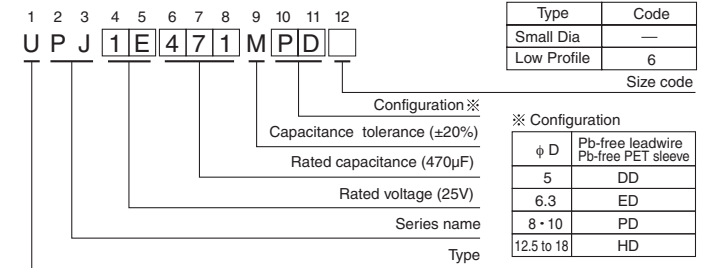 1 2 3 4 5 6 7 8 9 10 11 12
U P J 1 E 4 7 1 M P D
Type Code
Small Dia —
Low Profile 6
Size code
Configuration※
Capacitance tolerance (±20%)
Rated capacitance (470µF)
Rated voltage (25V)
Series name
Type
※ Configuration
ϕ D Pb-free leadwire
Pb-free PET sleeve
5 DD
6.3 ED
8・10 PD
12.5 to 18 HD